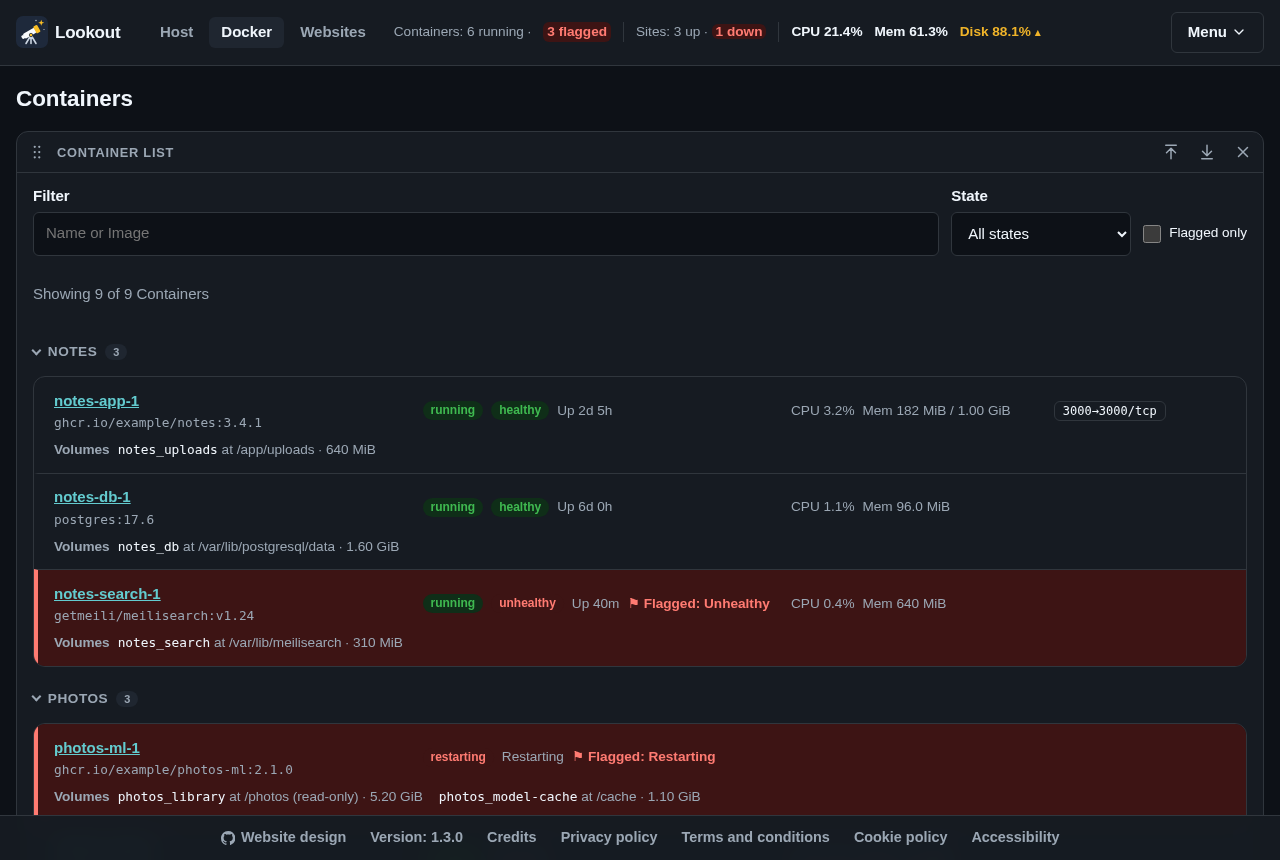 Lookout Host Docker Websites Containers: 6 running · 3 flagged Sites: 3 up · 1 down CPU 21.4% Mem 61.3% Disk 88.1% ▲ Menu
Containers
CONTAINER LIST
Filter State
Name or Image All states Flagged only
Showing 9 of 9 Containers
NOTES 3
notes-app-1 running healthy Up 2d 5h CPU 3.2% Mem 182 MiB / 1.00 GiB 3000→3000/tcp
ghcr.io/example/notes:3.4.1
Volumes notes_uploads at /app/uploads · 640 MiB
notes-db-1 running healthy Up 6d 0h CPU 1.1% Mem 96.0 MiB
postgres:17.6
Volumes notes_db at /var/lib/postgresql/data · 1.60 GiB
notes-search-1 running unhealthy Up 40m ⚑ Flagged: Unhealthy CPU 0.4% Mem 640 MiB
getmeili/meilisearch:v1.24
Volumes notes_search at /var/lib/meilisearch · 310 MiB
PHOTOS 3
photos-ml-1 restarting Restarting ⚑ Flagged: Restarting
ghcr.io/example/photos-ml:2.1.0
Volumes photos_library at /photos (read-only) · 5.20 GiB photos_model-cache at /cache · 1.10 GiB
Website design Version: 1.3.0 Credits Privacy policy Terms and conditions Cookie policy Accessibility